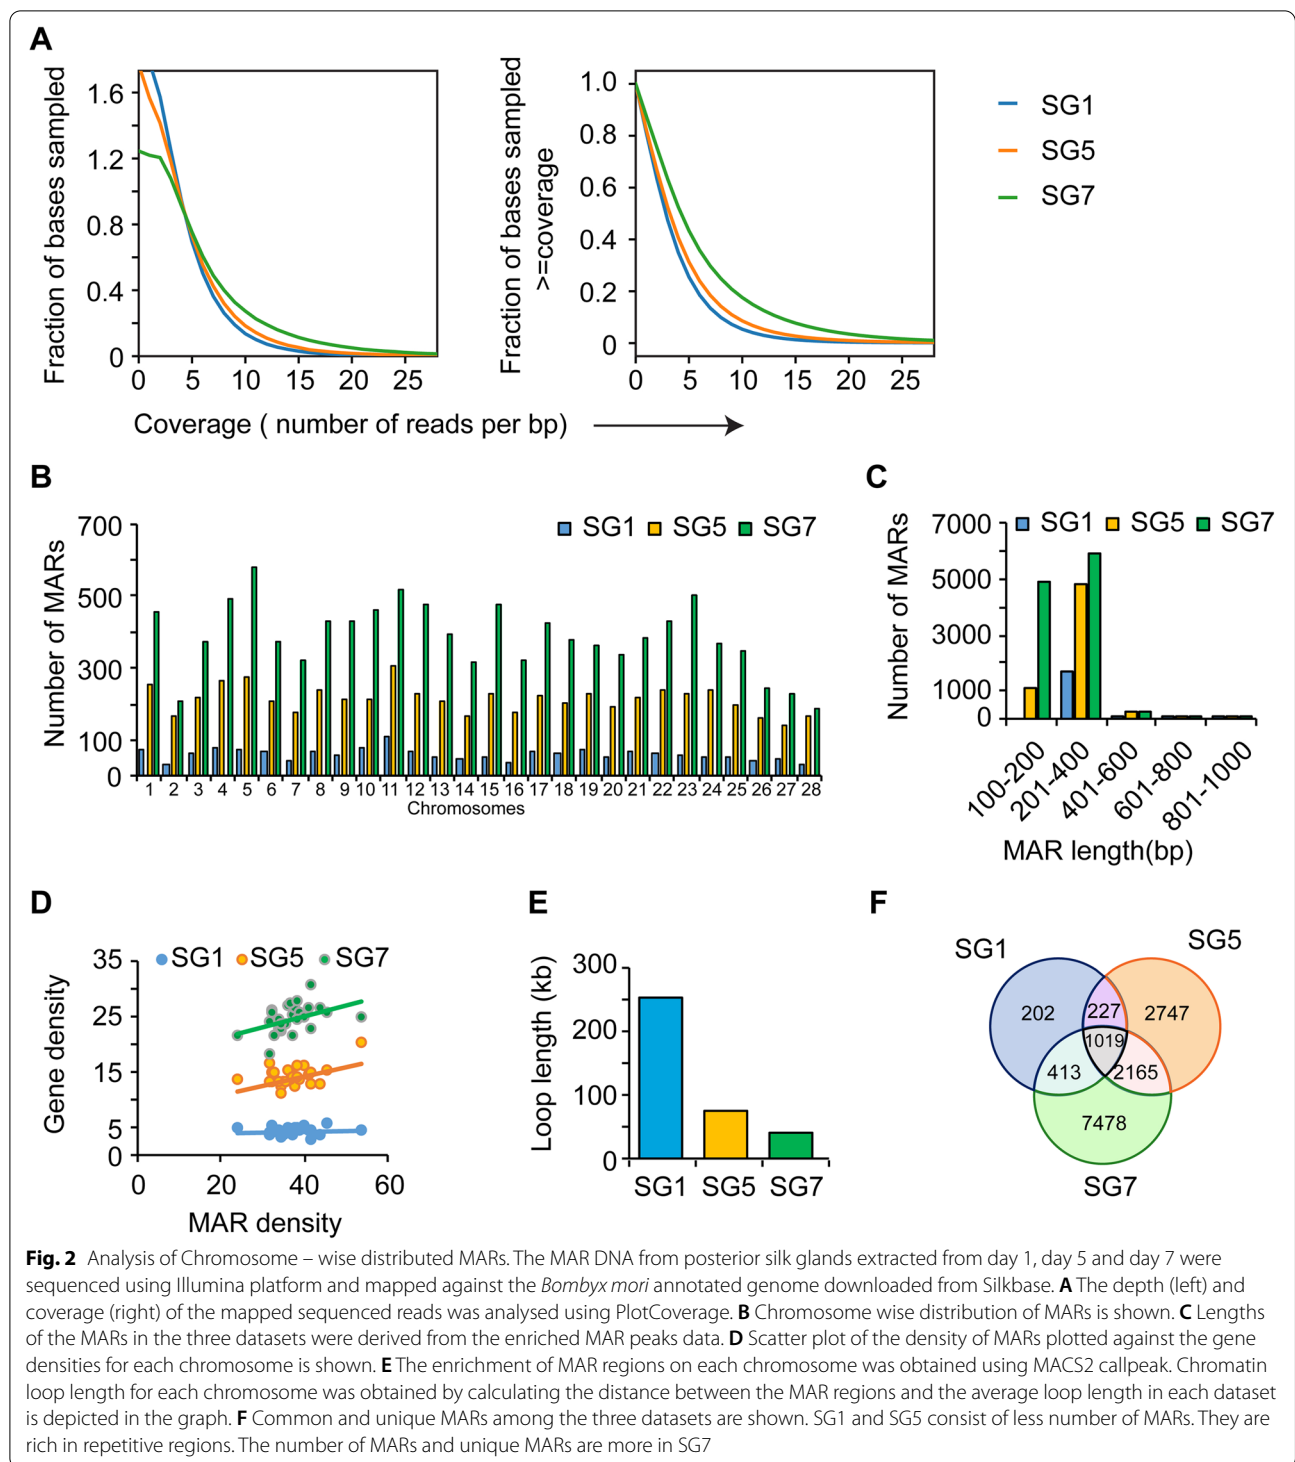 A
Fraction of bases sampled
1.6
1.2
0.8
0.4
0
0 5 10 15 20 25
Fraction of bases sampled
>=coverage
1.0
0.8
0.6
0.4
0.2
0
0 5 10 15 20 25
SG1
SG5
SG7
Coverage ( number of reads per bp)
B
Number of MARs
700
500
300
100
0
SG1 SG5 SG7
1 2 3 4 5 6 7 8 9 10 11 12 13 14 15 16 17 18 19 20 21 22 23 24 25 26 27 28
Chromosomes
C
Number of MARs
7000
5000
3000
1000
0
SG1 SG5 SG7
100-200
201-400
401-600
601-800
801-1000
MAR length(bp)
D
Gene density
35
25
15
5
0
SG1 SG5 SG7
0 20 40 60
MAR density
E
Loop length (kb)
300
200
100
0
SG1 SG5 SG7
F
SG1
SG5
202
227
2747
1019
413
2165
7478
SG7
Fig. 2 Analysis of Chromosome – wise distributed MARs. The MAR DNA from posterior silk glands extracted from day 1, day 5 and day 7 were
sequenced using Illumina platform and mapped against the Bombyx mori annotated genome downloaded from Silkbase. A The depth (left) and
coverage (right) of the mapped sequenced reads was analysed using PlotCoverage. B Chromosome wise distribution of MARs is shown. C Lengths
of the MARs in the three datasets were derived from the enriched MAR peaks data. D Scatter plot of the density of MARs plotted against the gene
densities for each chromosome is shown. E The enrichment of MAR regions on each chromosome was obtained using MACS2 callpeak. Chromatin
loop length for each chromosome was obtained by calculating the distance between the MAR regions and the average loop length in each dataset
is depicted in the graph. F Common and unique MARs among the three datasets are shown. SG1 and SG5 consist of less number of MARs. They are
rich in repetitive regions. The number of MARs and unique MARs are more in SG7